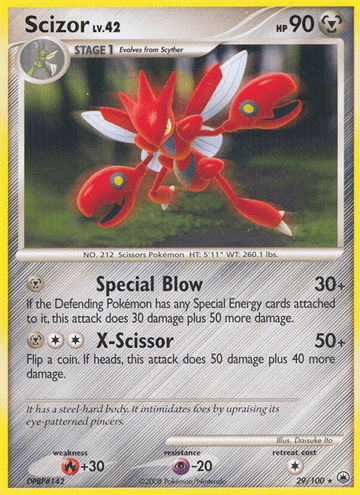 Scizor LV.42 HP 90
STAGE 1 Evolves from Scyther
NO. 212 Scissors Pokémon HT: 5'11" WT: 260.1 lbs.
Special Blow 30+
If the Defending Pokémon has any Special Energy cards attached
to it, this attack does 30 damage plus 50 more damage.
X-Scissor 50+
Flip a coin. If heads, this attack does 50 damage plus 40 more
damage.
It has a steel-hard body. It intimidates foes by upraising its
eye-patterned pincers.
Illus. Daisuke Ito
weakness resistance retreat cost
+30 -20
DPBP#142 ©2008 Pokémon/Nintendo 29/100 ★